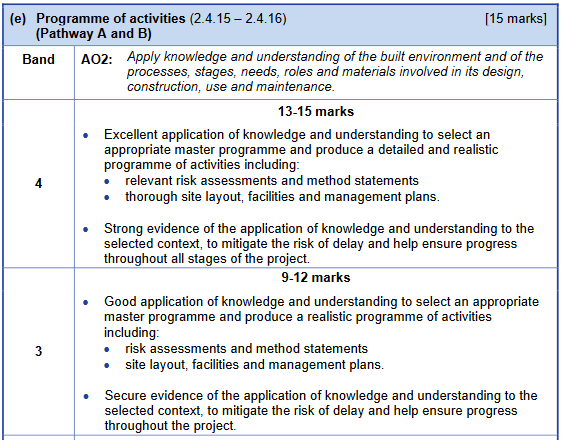 (e) Programme of activities (2.4.15 – 2.4.16) [15 marks]
(Pathway A and B)
Band AO2: Apply knowledge and understanding of the built environment and of the
processes, stages, needs, roles and materials involved in its design,
construction, use and maintenance.
13-15 marks
• Excellent application of knowledge and understanding to select an
appropriate master programme and produce a detailed and realistic
programme of activities including:
• relevant risk assessments and method statements
4
• thorough site layout, facilities and management plans.
• Strong evidence of the application of knowledge and understanding to the
selected context, to mitigate the risk of delay and help ensure progress
throughout all stages of the project.
9-12 marks
• Good application of knowledge and understanding to select an appropriate
master programme and produce a realistic programme of activities
including:
• risk assessments and method statements
3
• site layout, facilities and management plans.
• Secure evidence of the application of knowledge and understanding to the
selected context, to mitigate the risk of delay and help ensure progress
throughout the project.